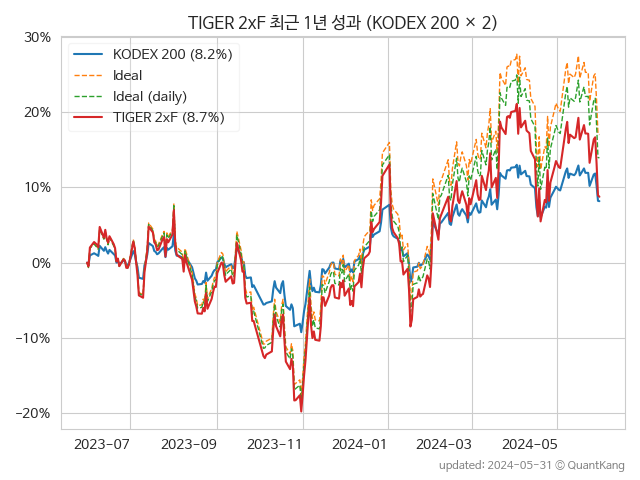 TIGER 2xF 최근 1년 성과 (KODEX 200 × 2)
30%
20%
10%
0%
−10%
−20%
KODEX 200 (8.2%)
Ideal
Ideal (daily)
TIGER 2xF (8.7%)
2023-07 2023-09 2023-11 2024-01 2024-03 2024-05
updated: 2024-05-31 © QuantKang